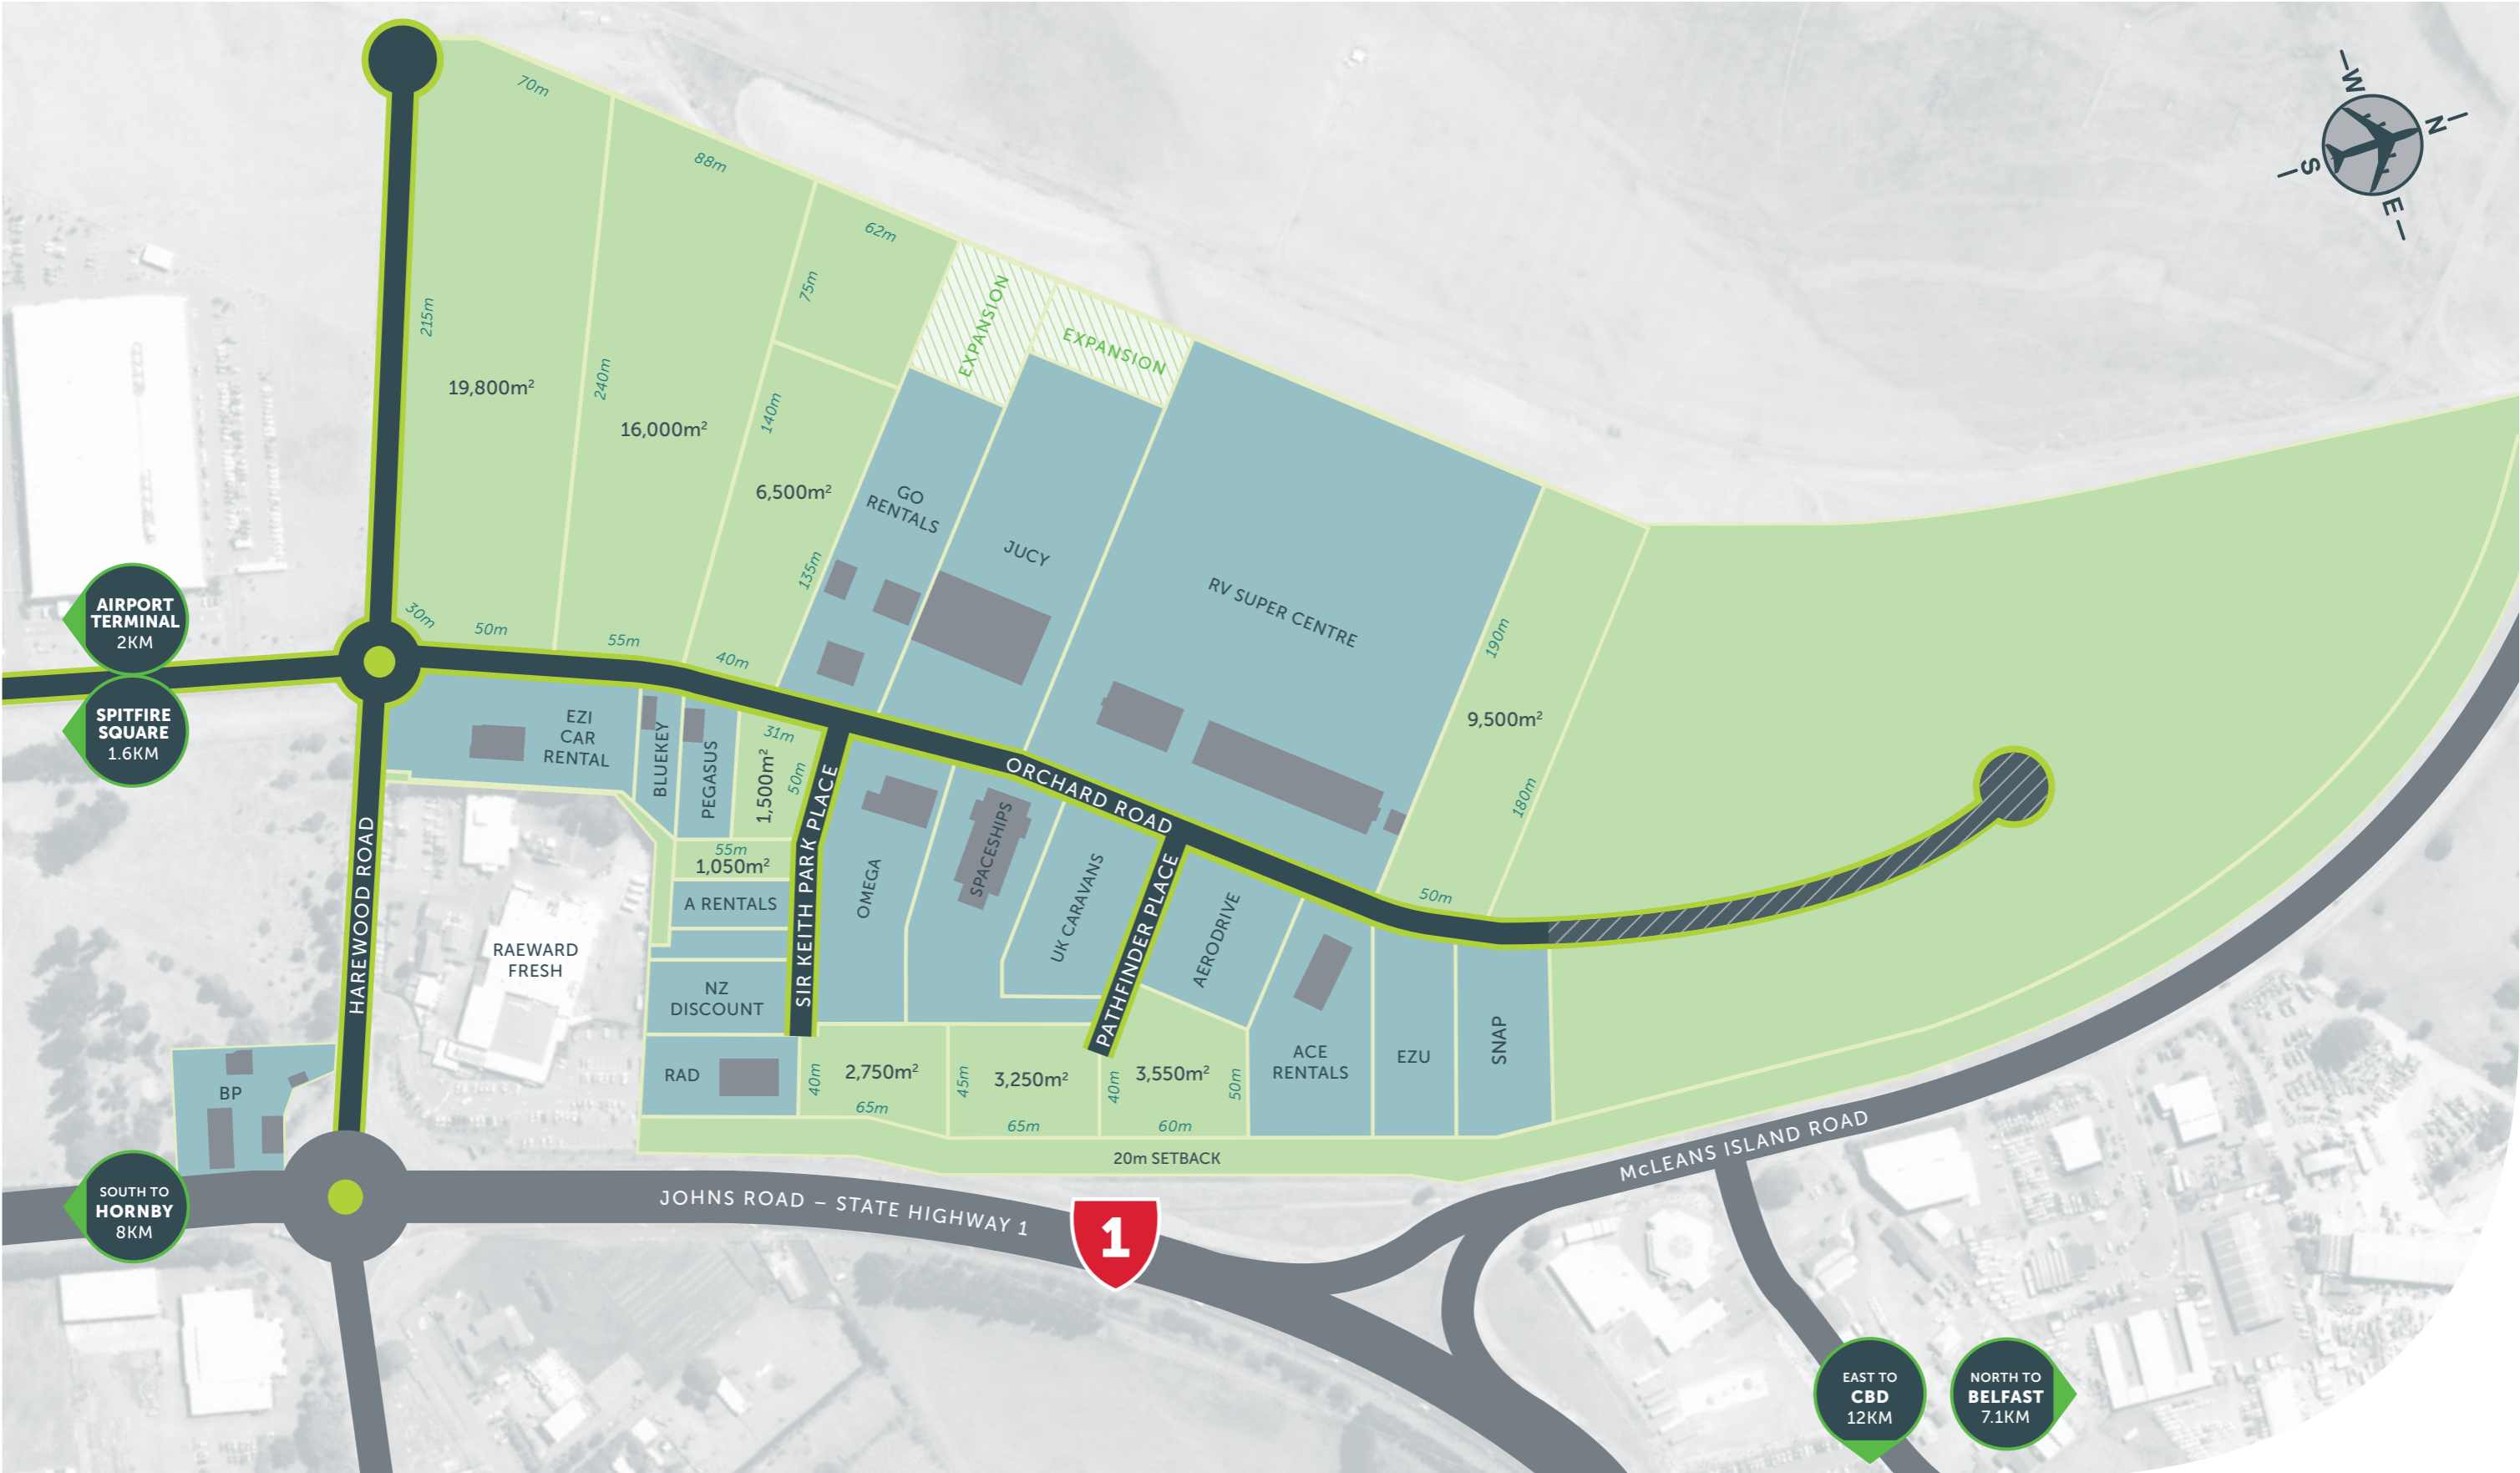 70m
88m
62m
75m
EXPANSION
EXPANSION
W
N
S
E
215m
19,800m²
240m
16,000m²
140m
6,500m²
135m
GO
RENTALS
JUCY
RV SUPER CENTRE
190m
9,500m²
180m
50m
30m
50m
55m
40m
AIRPORT
TERMINAL
2KM
SPITFIRE
SQUARE
1.6KM
EZI
CAR
RENTAL
BLUEKEY
PEGASUS
31m
1,500m²
50m
55m
1,050m²
A RENTALS
NZ
DISCOUNT
RAD
SIR KEITH PARK PLACE
ORCHARD ROAD
OMEGA
SPACESHIPS
UK CARAVANS
PATHFINDER PLACE
AERODRIVE
ACE
RENTALS
EZU
SNAP
HAREWOOD ROAD
RAEWARD
FRESH
BP
40m
2,750m²
65m
45m
3,250m²
65m
40m
3,550m²
50m
60m
20m SETBACK
SOUTH TO
HORNBY
8KM
JOHNS ROAD – STATE HIGHWAY 1
1
McLEANS ISLAND ROAD
EAST TO
CBD
12KM
NORTH TO
BELFAST
7.1KM